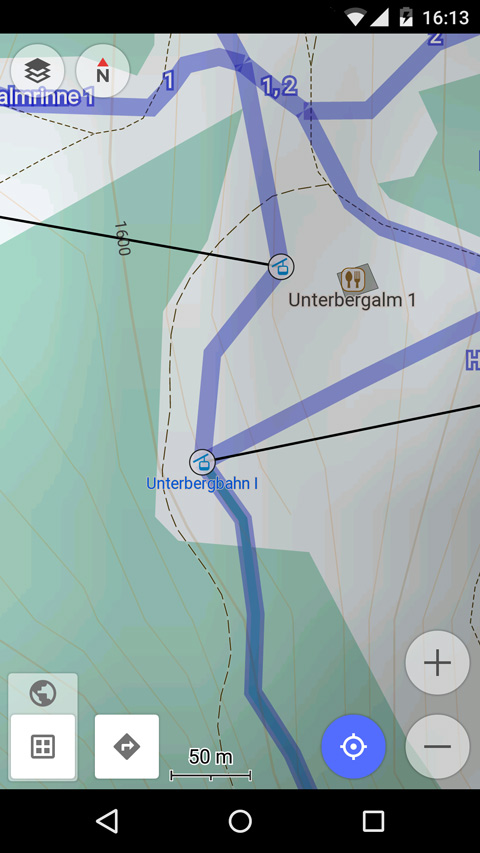 16:13
N
2
1
1, 2
almrinne 1
1600
Unterbergalm 1
H
Unterbergbahn I
50 m